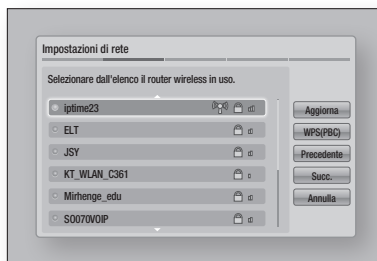 Impostazioni di rete
Selezionare dall'elenco il router wireless in uso.
iptime23
ELT
JSY
KT_WLAN_C361
Mirhenge_edu
SO070VOIP
Aggiorna
WPS(PBC)
Precedente
Succ.
Annulla